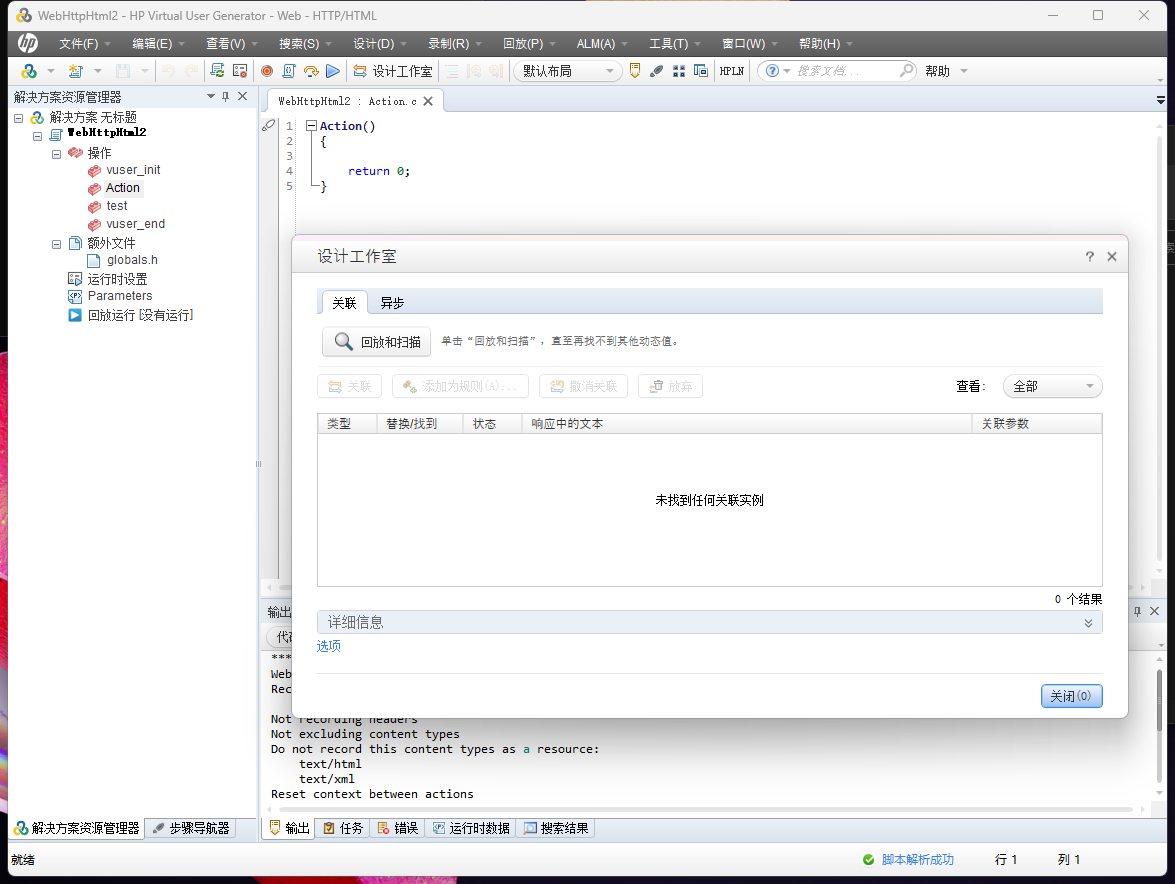 WebHttpHtml2 - HP Virtual User Generator - Web - HTTP/HTML
hp 文件(F) 编辑(E) 查看(V) 搜索(S) 设计(D) 录制(R) 回放(P) ALM(A) 工具(T) 窗口(W) 帮助(H)
设计工作室 默认布局 HPLN 搜索文档... 帮助
解决方案资源管理器
WebHttpHtml2 : Action.c
解决方案 无标题
WebHttpHtml2
操作
vuser_init
Action
test
vuser_end
额外文件
globals.h
运行时设置
Parameters
回放运行 [没有运行]
1 Action()
2 {
3
4 return 0;
5 }
设计工作室
关联 异步
回放和扫描 单击“回放和扫描”，直至再找不到其他动态值。
关联 添加为规则(A)... 撤消关联 放弃 查看: 全部
类型 替换/找到 状态 响应中的文本 关联参数
未找到任何关联实例
0 个结果
详细信息
选项
关闭(O)
输出
****
Web
Rec
Not recording headers
Not excluding content types
Do not record this content types as a resource:
text/html
text/xml
Reset context between actions
解决方案资源管理器 步骤导航器 输出 任务 错误 运行时数据 搜索结果
就绪 脚本解析成功 行 1 列 1